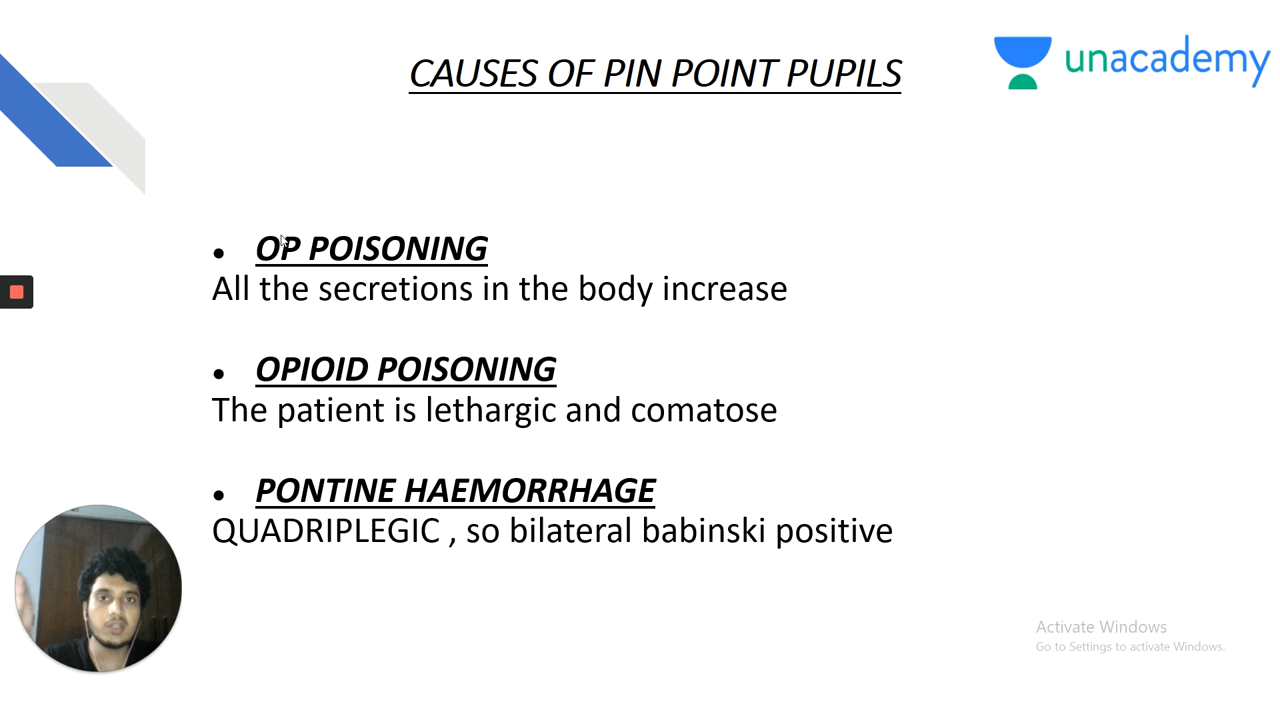 CAUSES OF PIN POINT PUPILS
unacademy
• OP POISONING
All the secretions in the body increase
• OPIOID POISONING
The patient is lethargic and comatose
• PONTINE HAEMORRHAGE
QUADRIPLEGIC , so bilateral babinski positive
Activate Windows
Go to Settings to activate Windows.